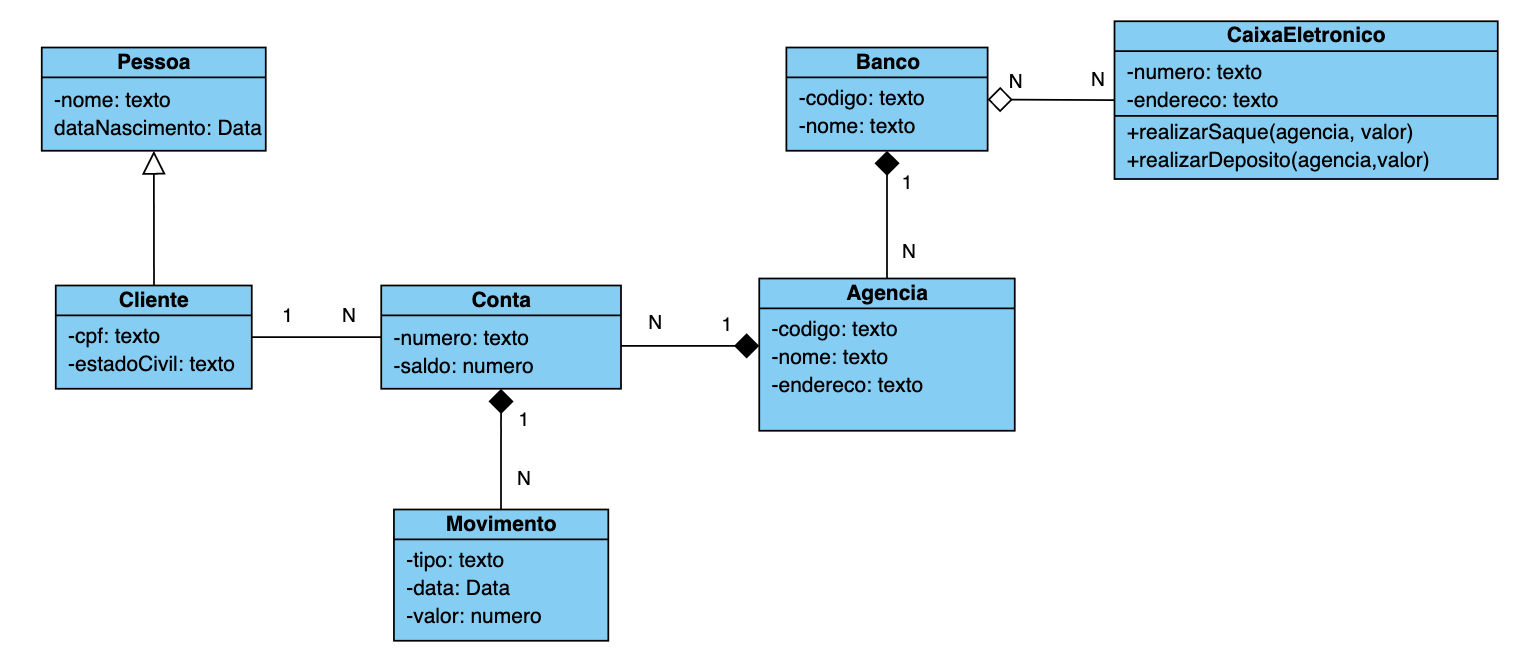 Pessoa
-nome: texto
dataNascimento: Data
Banco
-codigo: texto
-nome: texto
N
N
CaixaEletronico
-numero: texto
-endereco: texto
+realizarSaque(agencia, valor)
+realizarDeposito(agencia,valor)
1
N
Cliente
-cpf: texto
-estadoCivil: texto
1
N
Conta
-numero: texto
-saldo: numero
N
1
Agencia
-codigo: texto
-nome: texto
-endereco: texto
1
N
Movimento
-tipo: texto
-data: Data
-valor: numero